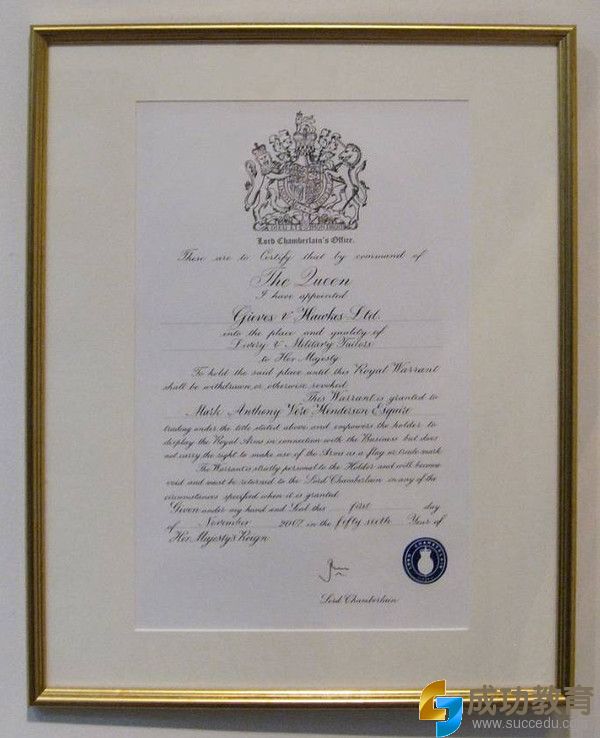 DIEU ET MON DROIT
Lord Chamberlain's Office.
These are to Certify that by command of
The Queen
I have appointed
Gieves & Hawkes Ltd.
into the place and quality of
Livery & Military Tailors
to Her Majesty
To hold the said place until this Royal Warrant
shall be withdrawn or otherwise revoked.
This Warrant is granted to
Mark Anthony Vere Henderson Esquire
trading under the title stated above and empowers the holder to
display the Royal Arms in connection with the Business but does
not carry the right to make use of the Arms as a flag or trade mark.
The Warrant is strictly personal to the Holder and will become
void and must be returned to the Lord Chamberlain in any of the
circumstances specified when it is granted.
Given under my hand and Seal this first day
of November 2007 in the fifty sixth Year of
Her Majesty's Reign
Lord Chamberlain
成功教育
www.succedu.com